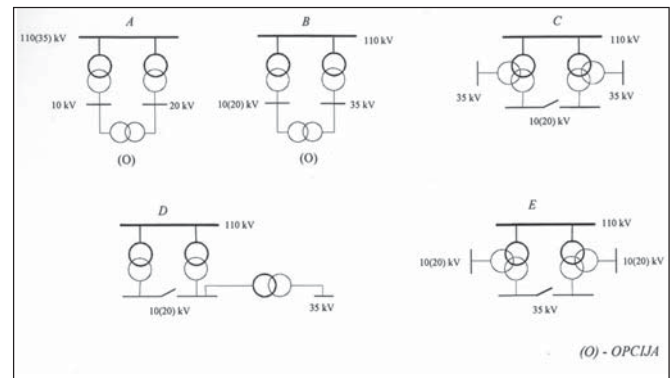 A
110(35) kV
10 kV
20 kV
(O)
B
110 kV
10(20) kV
35 kV
(O)
C
110 kV
35 kV
35 kV
10(20) kV
D
110 kV
10(20) kV
35 kV
E
110 kV
10(20) kV
10(20) kV
35 kV
(O) - OPCIJA